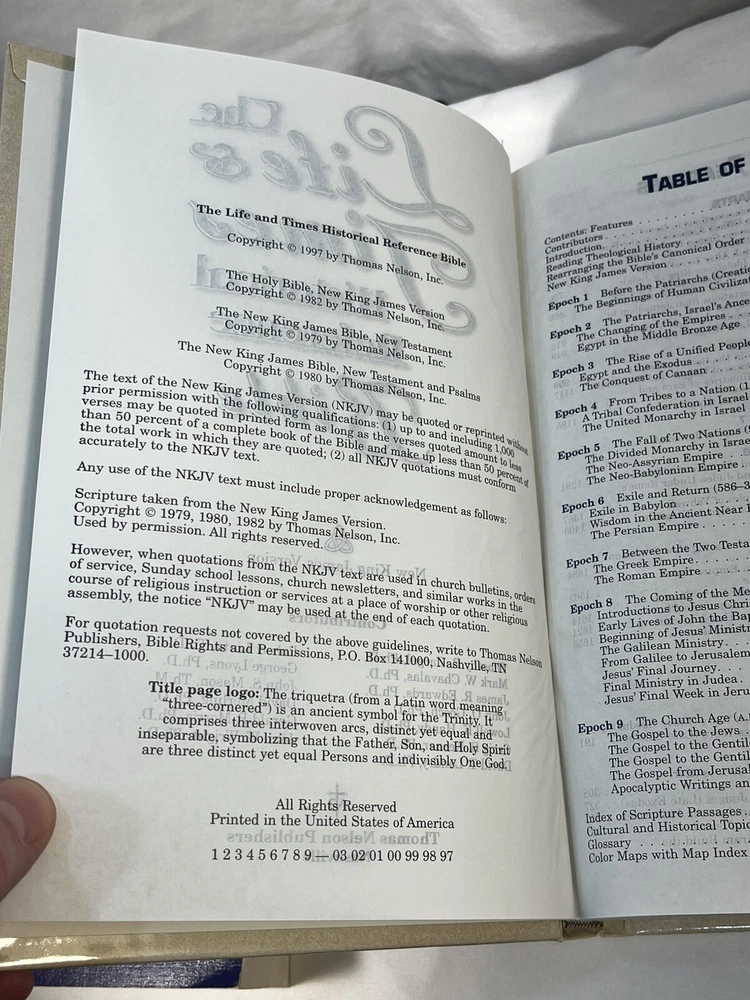 The Life and Times Historical Reference Bible
Copyright © 1997 by Thomas Nelson, Inc.
The Holy Bible, New King James Version
Copyright © 1982 by Thomas Nelson, Inc.
The New King James Bible, New Testament
Copyright © 1979 by Thomas Nelson, Inc.
The New King James Bible, New Testament and Psalms
Copyright © 1980 by Thomas Nelson, Inc.
The text of the New King James Version (NKJV) may be quoted or reprinted without
prior permission with the following qualifications: (1) up to and including 1,000
verses may be quoted in printed form as long as the verses quoted amount to less
than 50 percent of a complete book of the Bible and make up less than 50 percent of
the total work in which they are quoted; (2) all NKJV quotations must conform
accurately to the NKJV text.
Any use of the NKJV text must include proper acknowledgement as follows:
Scripture taken from the New King James Version.
Copyright © 1979, 1980, 1982 by Thomas Nelson, Inc.
Used by permission. All rights reserved.
However, when quotations from the NKJV text are used in church bulletins, orders
of service, Sunday school lessons, church newsletters, and similar works in the
course of religious instruction or services at a place of worship or other religious
assembly, the notice “NKJV” may be used at the end of each quotation.
For quotation requests not covered by the above guidelines, write to Thomas Nelson
Publishers, Bible Rights and Permissions, P.O. Box 141000, Nashville, TN
37214–1000.
Title page logo: The triquetra (from a Latin word meaning
“three-cornered”) is an ancient symbol for the Trinity. It
comprises three interwoven arcs, distinct yet equal and
inseparable, symbolizing that the Father, Son, and Holy Spirit
are three distinct yet equal Persons and indivisibly One God.
All Rights Reserved
Printed in the United States of America
1 2 3 4 5 6 7 8 9 — 03 02 01 00 99 98 97
TABLE OF
Contents: Features
Contributors
Introduction
Reading Theological History
Rearranging the Bible's Canonical Order
New King James Version
Epoch 1 Before the Patriarchs (Creati
The Beginnings of Human Civilizat
Epoch 2 The Patriarchs, Israel's Ance
The Changing of the Empires
Egypt in the Middle Bronze Age
Epoch 3 The Rise of a Unified People
Egypt and the Exodus
The Conquest of Canaan
Epoch 4 From Tribes to a Nation (1
A Tribal Confederation in Israel
The United Monarchy in Israel
Epoch 5 The Fall of Two Nations (9
The Divided Monarchy in Israel
The Neo-Assyrian Empire
The Neo-Babylonian Empire
Epoch 6 Exile and Return (586–3
Exile in Babylon
Wisdom in the Ancient Near E
The Persian Empire
Epoch 7 Between the Two Testa
The Greek Empire
The Roman Empire
Epoch 8 The Coming of the Me
Introductions to Jesus Chris
Early Lives of John the Bap
Beginning of Jesus' Ministr
The Galilean Ministry
From Galilee to Jerusalem
Jesus' Final Journey
Final Ministry in Judea
Jesus' Final Week in Jeru
Epoch 9 The Church Age (A.
The Gospel to the Jews
The Gospel to the Gentil
The Gospel to the Gentil
The Gospel from Jerusal
Apocalyptic Writings an
Index of Scripture Passages
Cultural and Historical Topic
Glossary
Color Maps with Map Index